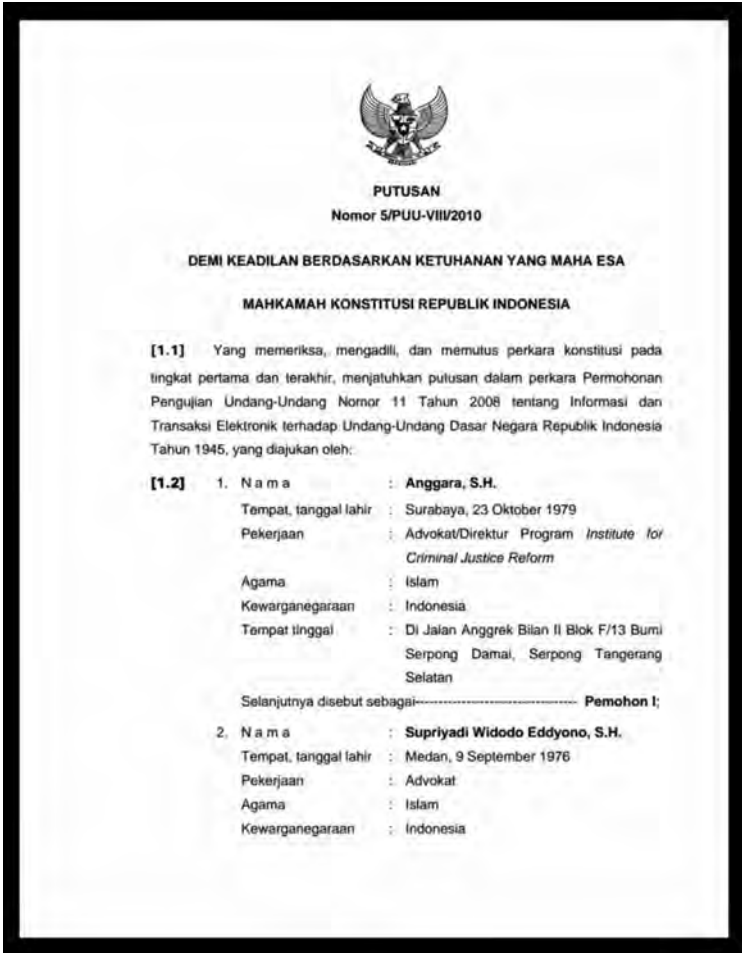 PUTUSAN
Nomor 5/PUU-VIII/2010
DEMI KEADILAN BERDASARKAN KETUHANAN YANG MAHA ESA
MAHKAMAH KONSTITUSI REPUBLIK INDONESIA
[1.1] Yang memeriksa, mengadili, dan memutus perkara konstitusi pada
tingkat pertama dan terakhir, menjatuhkan putusan dalam perkara Permohonan
Pengujian Undang-Undang Nomor 11 Tahun 2008 tentang Informasi dan
Transaksi Elektronik terhadap Undang-Undang Dasar Negara Republik Indonesia
Tahun 1945, yang diajukan oleh:
[1.2] 1. N a m a : Anggara, S.H.
Tempat, tanggal lahir : Surabaya, 23 Oktober 1979
Pekerjaan : Advokat/Direktur Program Institute for
Criminal Justice Reform
Agama : Islam
Kewarganegaraan : Indonesia
Tempat tinggal : Di Jalan Anggrek Bilan II Blok F/13 Bumi
Serpong Damai, Serpong Tangerang
Selatan
Selanjutnya disebut sebagai----------------------------------- Pemohon I;
2. N a m a : Supriyadi Widodo Eddyono, S.H.
Tempat, tanggal lahir : Medan, 9 September 1976
Pekerjaan : Advokat
Agama : Islam
Kewarganegaraan : Indonesia